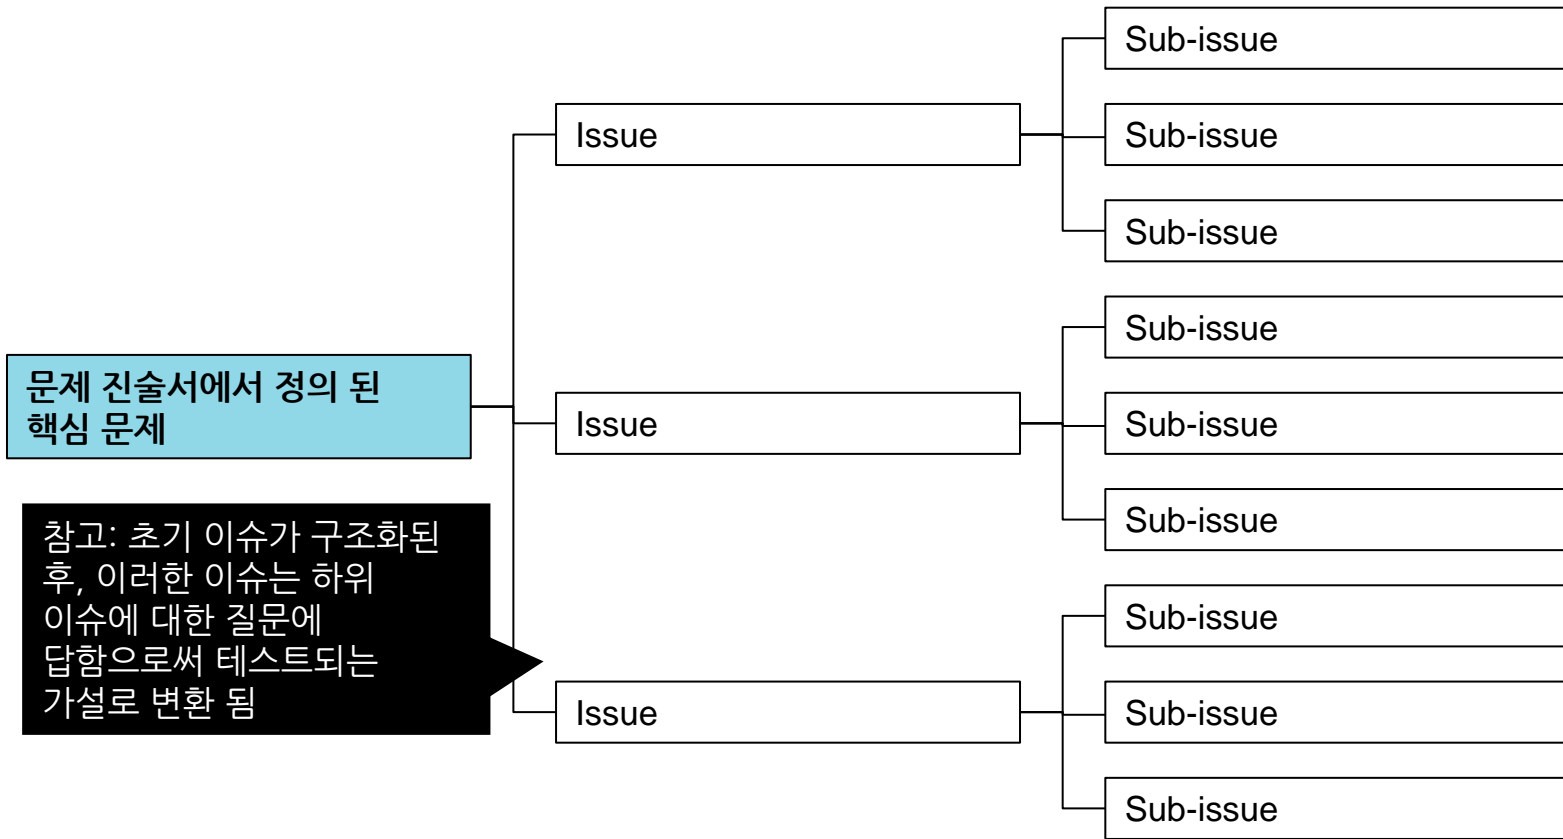 Sub-issue
Issue
Sub-issue
Sub-issue
Sub-issue
문제 진술서에서 정의 된
핵심 문제
Issue
Sub-issue
Sub-issue
참고: 초기 이슈가 구조화된
후, 이러한 이슈는 하위
이슈에 대한 질문에
답함으로써 테스트되는
가설로 변환 됨
Sub-issue
Issue
Sub-issue
Sub-issue